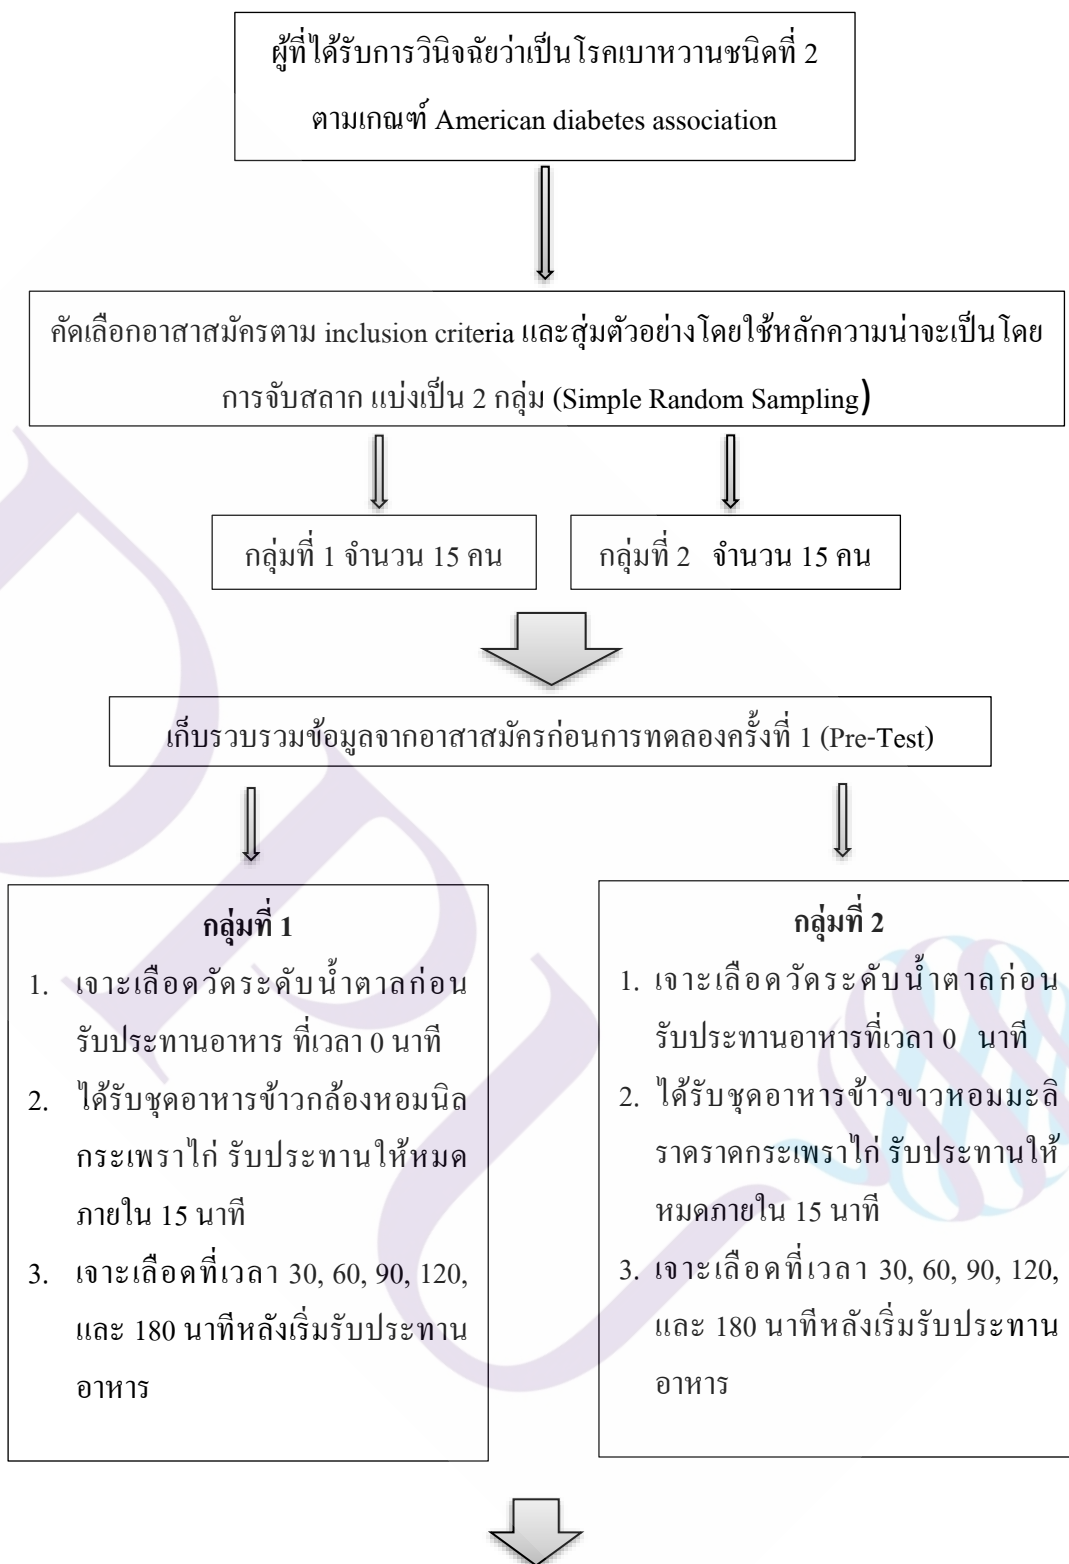 ผู้ที่ได้รับการวินิจฉัยว่าเป็นโรคเบาหวานชนิดที่ 2
ตามเกณฑ์ American diabetes association
คัดเลือกอาสาสมัครตาม inclusion criteria และสุ่มตัวอย่างโดยใช้หลักความน่าจะเป็นโดย
การจับสลาก แบ่งเป็น 2 กลุ่ม (Simple Random Sampling)
กลุ่มที่ 1 จำนวน 15 คน
กลุ่มที่ 2 จำนวน 15 คน
เก็บรวบรวมข้อมูลจากอาสาสมัครก่อนการทดลองครั้งที่ 1 (Pre-Test)
กลุ่มที่ 1
1. เจาะเลือดวัดระดับน้ำตาลก่อน
รับประทานอาหาร ที่เวลา 0 นาที
2. ได้รับชุดอาหารข้าวกล้องหอมนิล
กระเพราไก่ รับประทานให้หมด
ภายใน 15 นาที
3. เจาะเลือดที่เวลา 30, 60, 90, 120,
และ 180 นาทีหลังเริ่มรับประทาน
อาหาร
กลุ่มที่ 2
1. เจาะเลือดวัดระดับน้ำตาลก่อน
รับประทานอาหารที่เวลา 0 นาที
2. ได้รับชุดอาหารข้าวขาวหอมมะลิ
ราดราดกระเพราไก่ รับประทานให้
หมดภายใน 15 นาที
3. เจาะเลือดที่เวลา 30, 60, 90, 120,
และ 180 นาทีหลังเริ่มรับประทาน
อาหาร
DPU